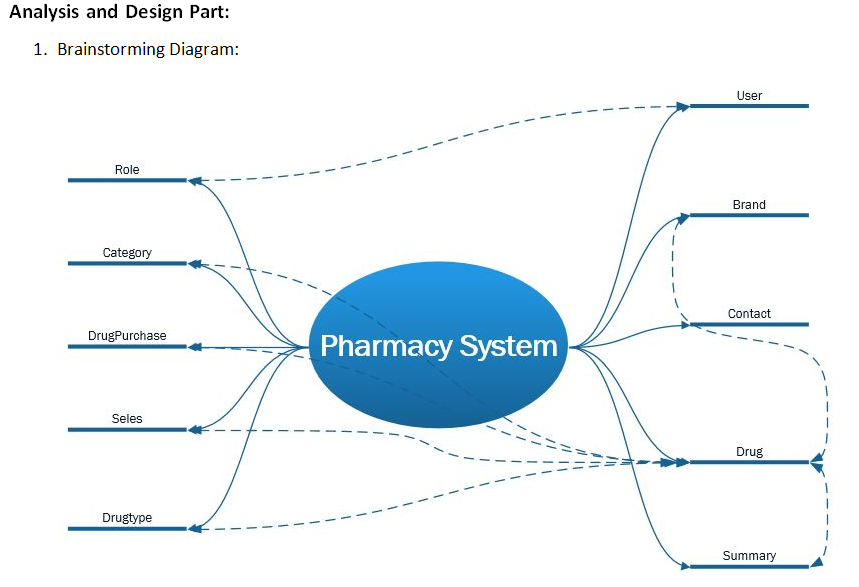 Analysis and Design Part:
1. Brainstorming Diagram:
User
Role
Brand
Category
Contact
DrugPurchase
Pharmacy System
Seles
Drug
Drugtype
Summary